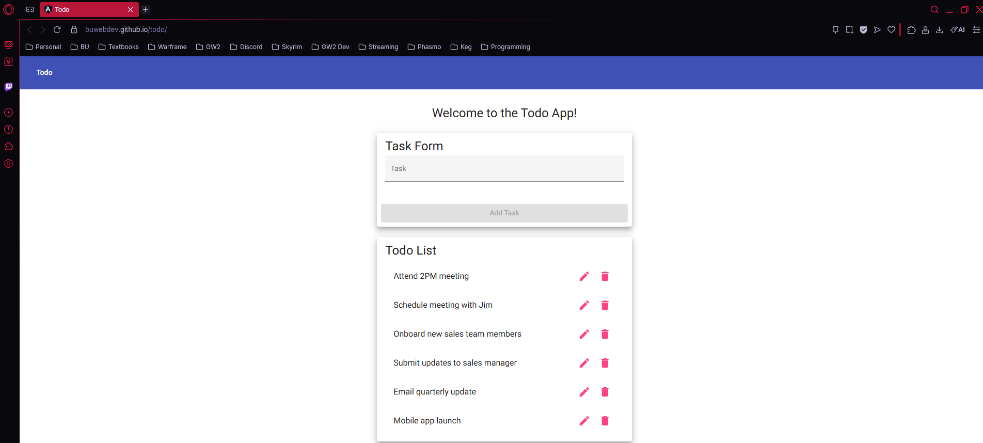 Todo
buwebdev.github.io/todo/
AI
Personal BU Textbooks Warframe GW2 Discord Skyrim GW2 Dev Streaming Phasmo Keg Programming
Todo
Welcome to the Todo App!
Task Form
Task
Add Task
Todo List
Attend 2PM meeting
Schedule meeting with Jim
Onboard new sales team members
Submit updates to sales manager
Email quarterly update
Mobile app launch